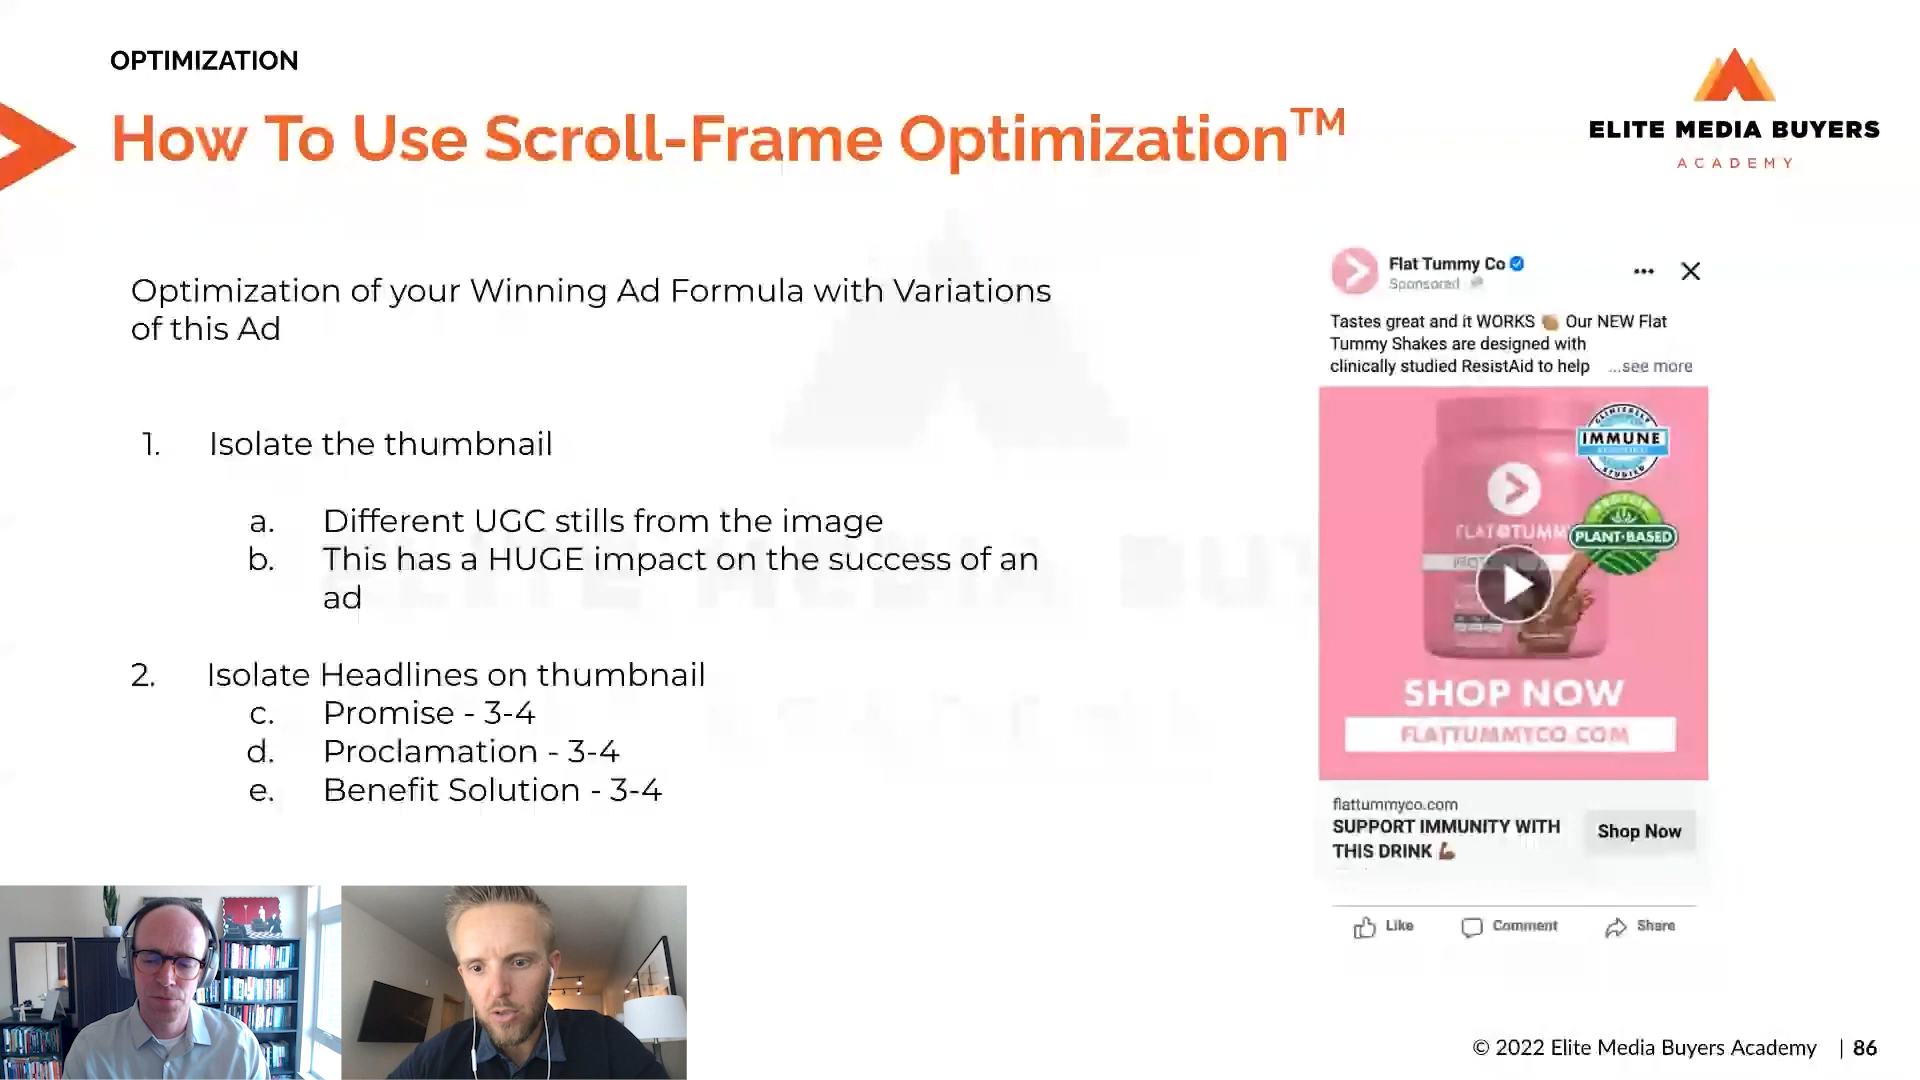 OPTIMIZATION
How To Use Scroll-Frame Optimization™
ELITE MEDIA BUYERS
ACADEMY
Optimization of your Winning Ad Formula with Variations
of this Ad
1. Isolate the thumbnail
a. Different UGC stills from the image
b. This has a HUGE impact on the success of an
ad
2. Isolate Headlines on thumbnail
c. Promise - 3-4
d. Proclamation - 3-4
e. Benefit Solution - 3-4
Flat Tummy Co
Sponsored
Tastes great and it WORKS 👏🏽 Our NEW Flat
Tummy Shakes are designed with
clinically studied ResistAid to help ...see more
CLINICALLY
IMMUNE
STUDIED
PROTEIN
PLANT-BASED
FLAT TUMM
SHOP NOW
FLATTUMMYCO.COM
flattummyco.com
SUPPORT IMMUNITY WITH
THIS DRINK 💪🏾
Shop Now
Like Comment Share
© 2022 Elite Media Buyers Academy | 86